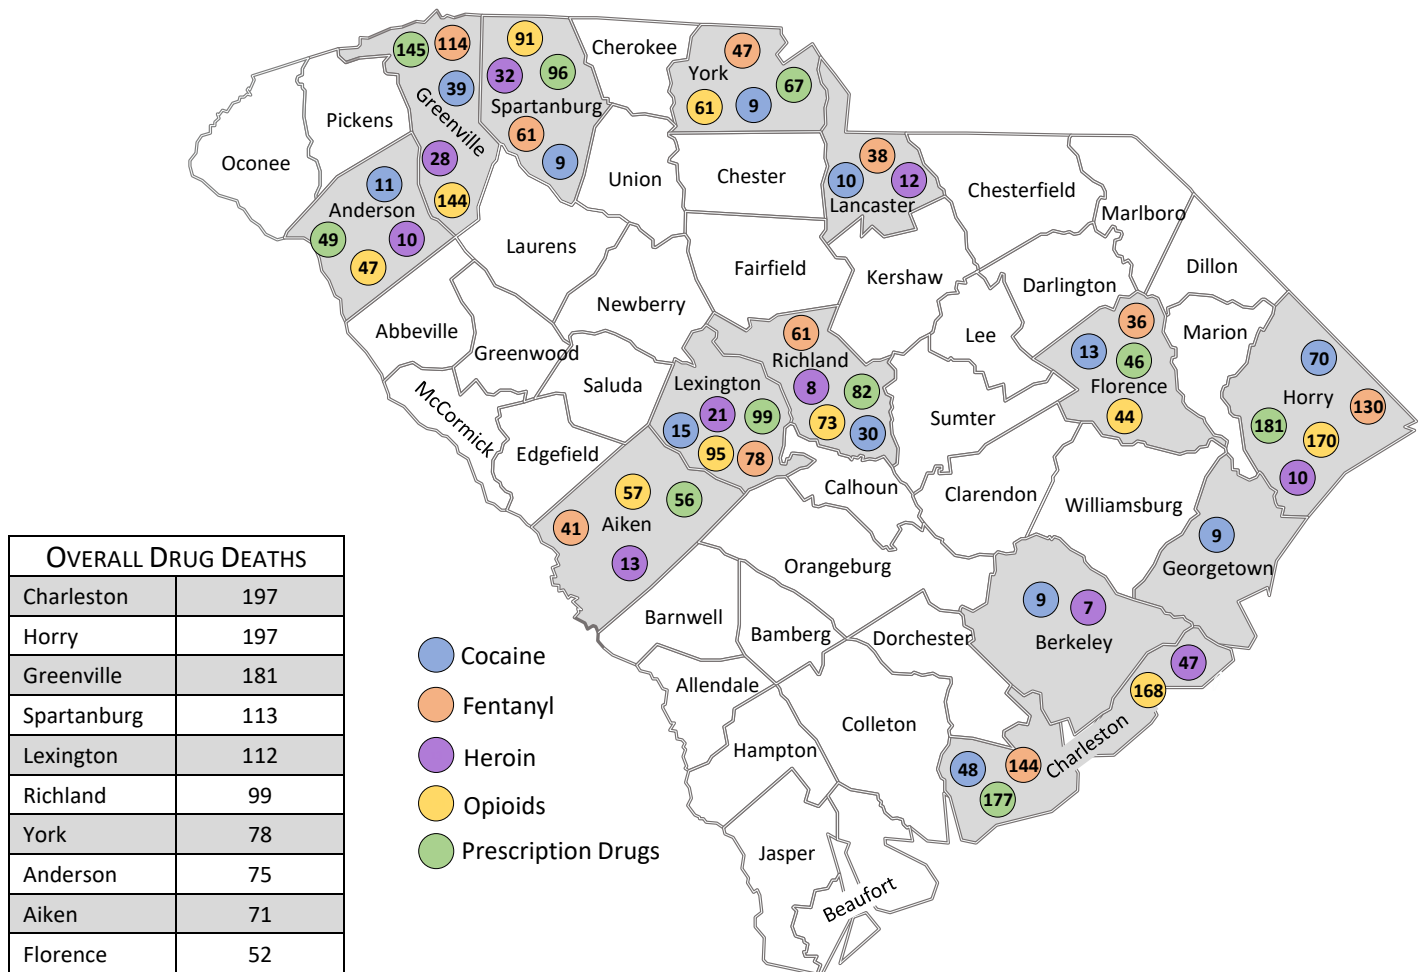 145
114
91
Cherokee
47
32
96
York
67
39
Spartanburg
61
9
Greenville
Pickens
61
9
Oconee
28
Union
Chester
38
10
12
Lancaster
Chesterfield
11
144
Anderson
49
10
47
Marlboro
Laurens
Fairfield
Kershaw
Dillon
Darlington
Newberry
Abbeville
Greenwood
Saluda
McCormick
Edgefield
61
Richland
8
82
73
30
Lexington
21
99
15
95
78
Lee
36
13
46
Florence
44
Marion
70
Horry
130
181
170
10
Sumter
57
56
41
Aiken
13
Calhoun
Clarendon
Williamsburg
9
Georgetown
Orangeburg
9
7
Berkeley
Barnwell
Bamberg
Dorchester
47
168
Charleston
Allendale
Colleton
Hampton
48
144
177
Jasper
Beaufort
Cocaine
Fentanyl
Heroin
Opioids
Prescription Drugs
OVERALL DRUG DEATHS
Charleston 197
Horry 197
Greenville 181
Spartanburg 113
Lexington 112
Richland 99
York 78
Anderson 75
Aiken 71
Florence 52